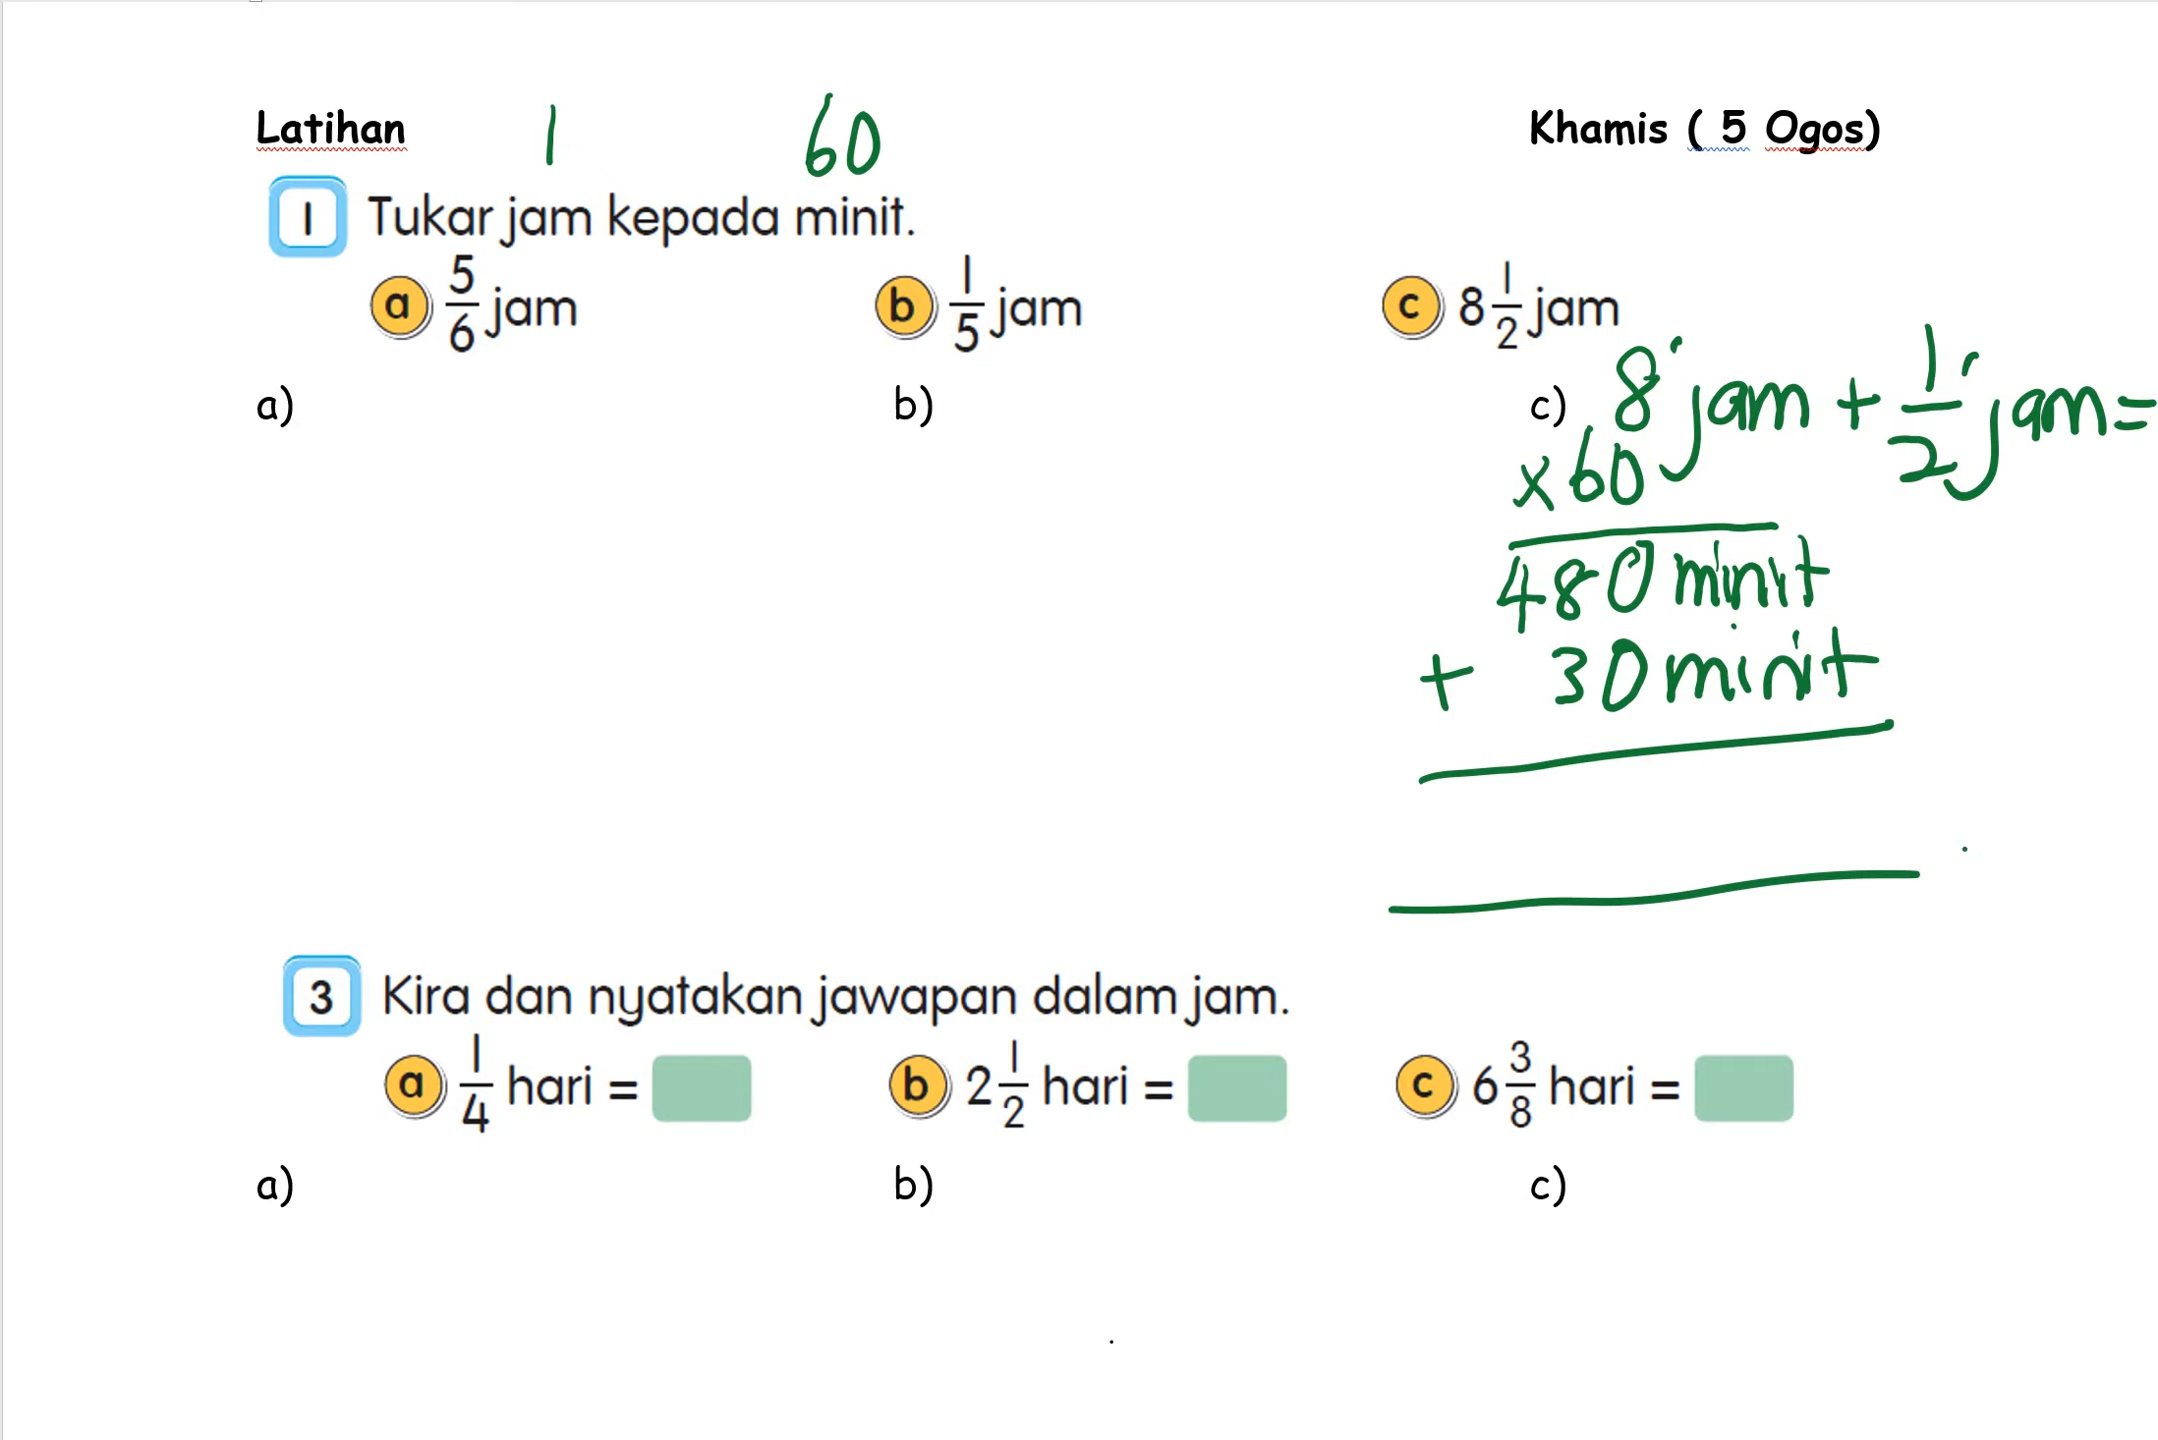 Latihan 1 60 Khamis ( 5 Ogos)
1 Tukar jam kepada minit.
a 5/6 jam b 1/5 jam c 8 1/2 jam
a) b) c) 8 jam + 1/2 jam =
x 60
480 minit
+ 30 minit
3 Kira dan nyatakan jawapan dalam jam.
a 1/4 hari = b 2 1/2 hari = c 6 3/8 hari =
a) b) c)